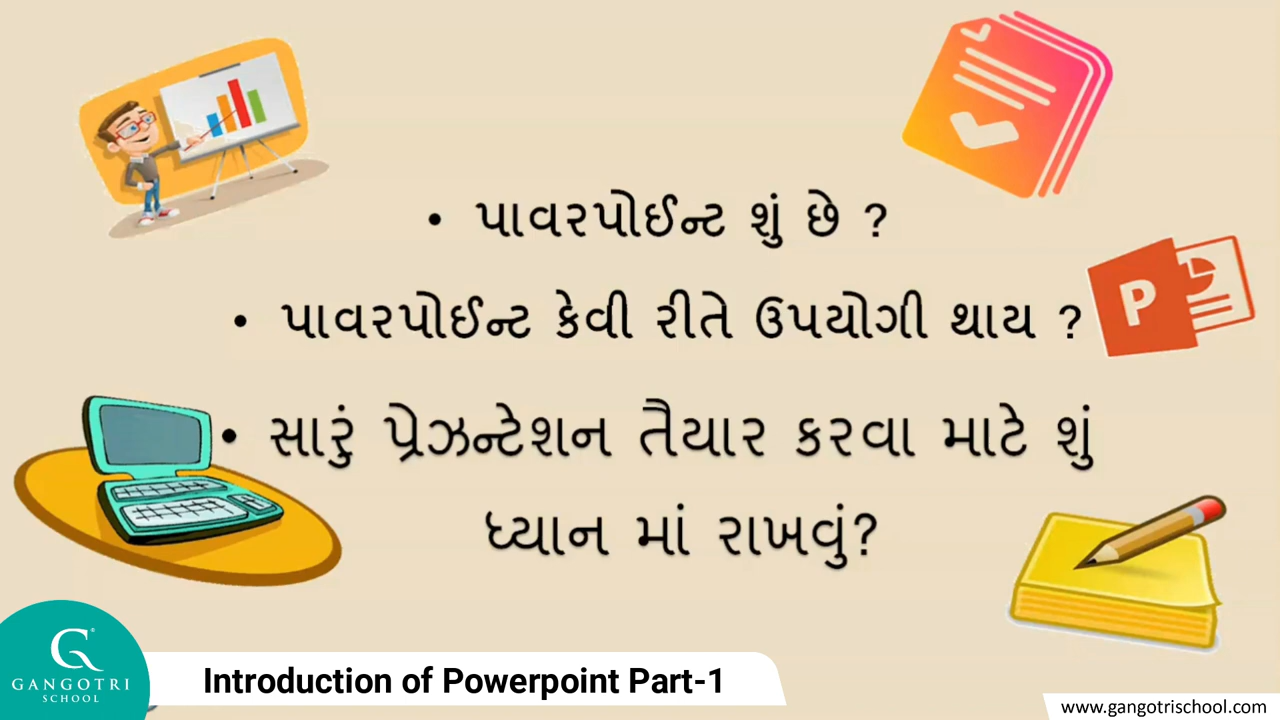 • પાવરપોઈન્ટ શું છે ?
• પાવરપોઈન્ટ કેવી રીતે ઉપયોગી થાય ?
• સારું પ્રેઝન્ટેશન તૈયાર કરવા માટે શું
ધ્યાન માં રાખવું?
P
G
GANGOTRI
SCHOOL
Introduction of Powerpoint Part-1
www.gangotrischool.com